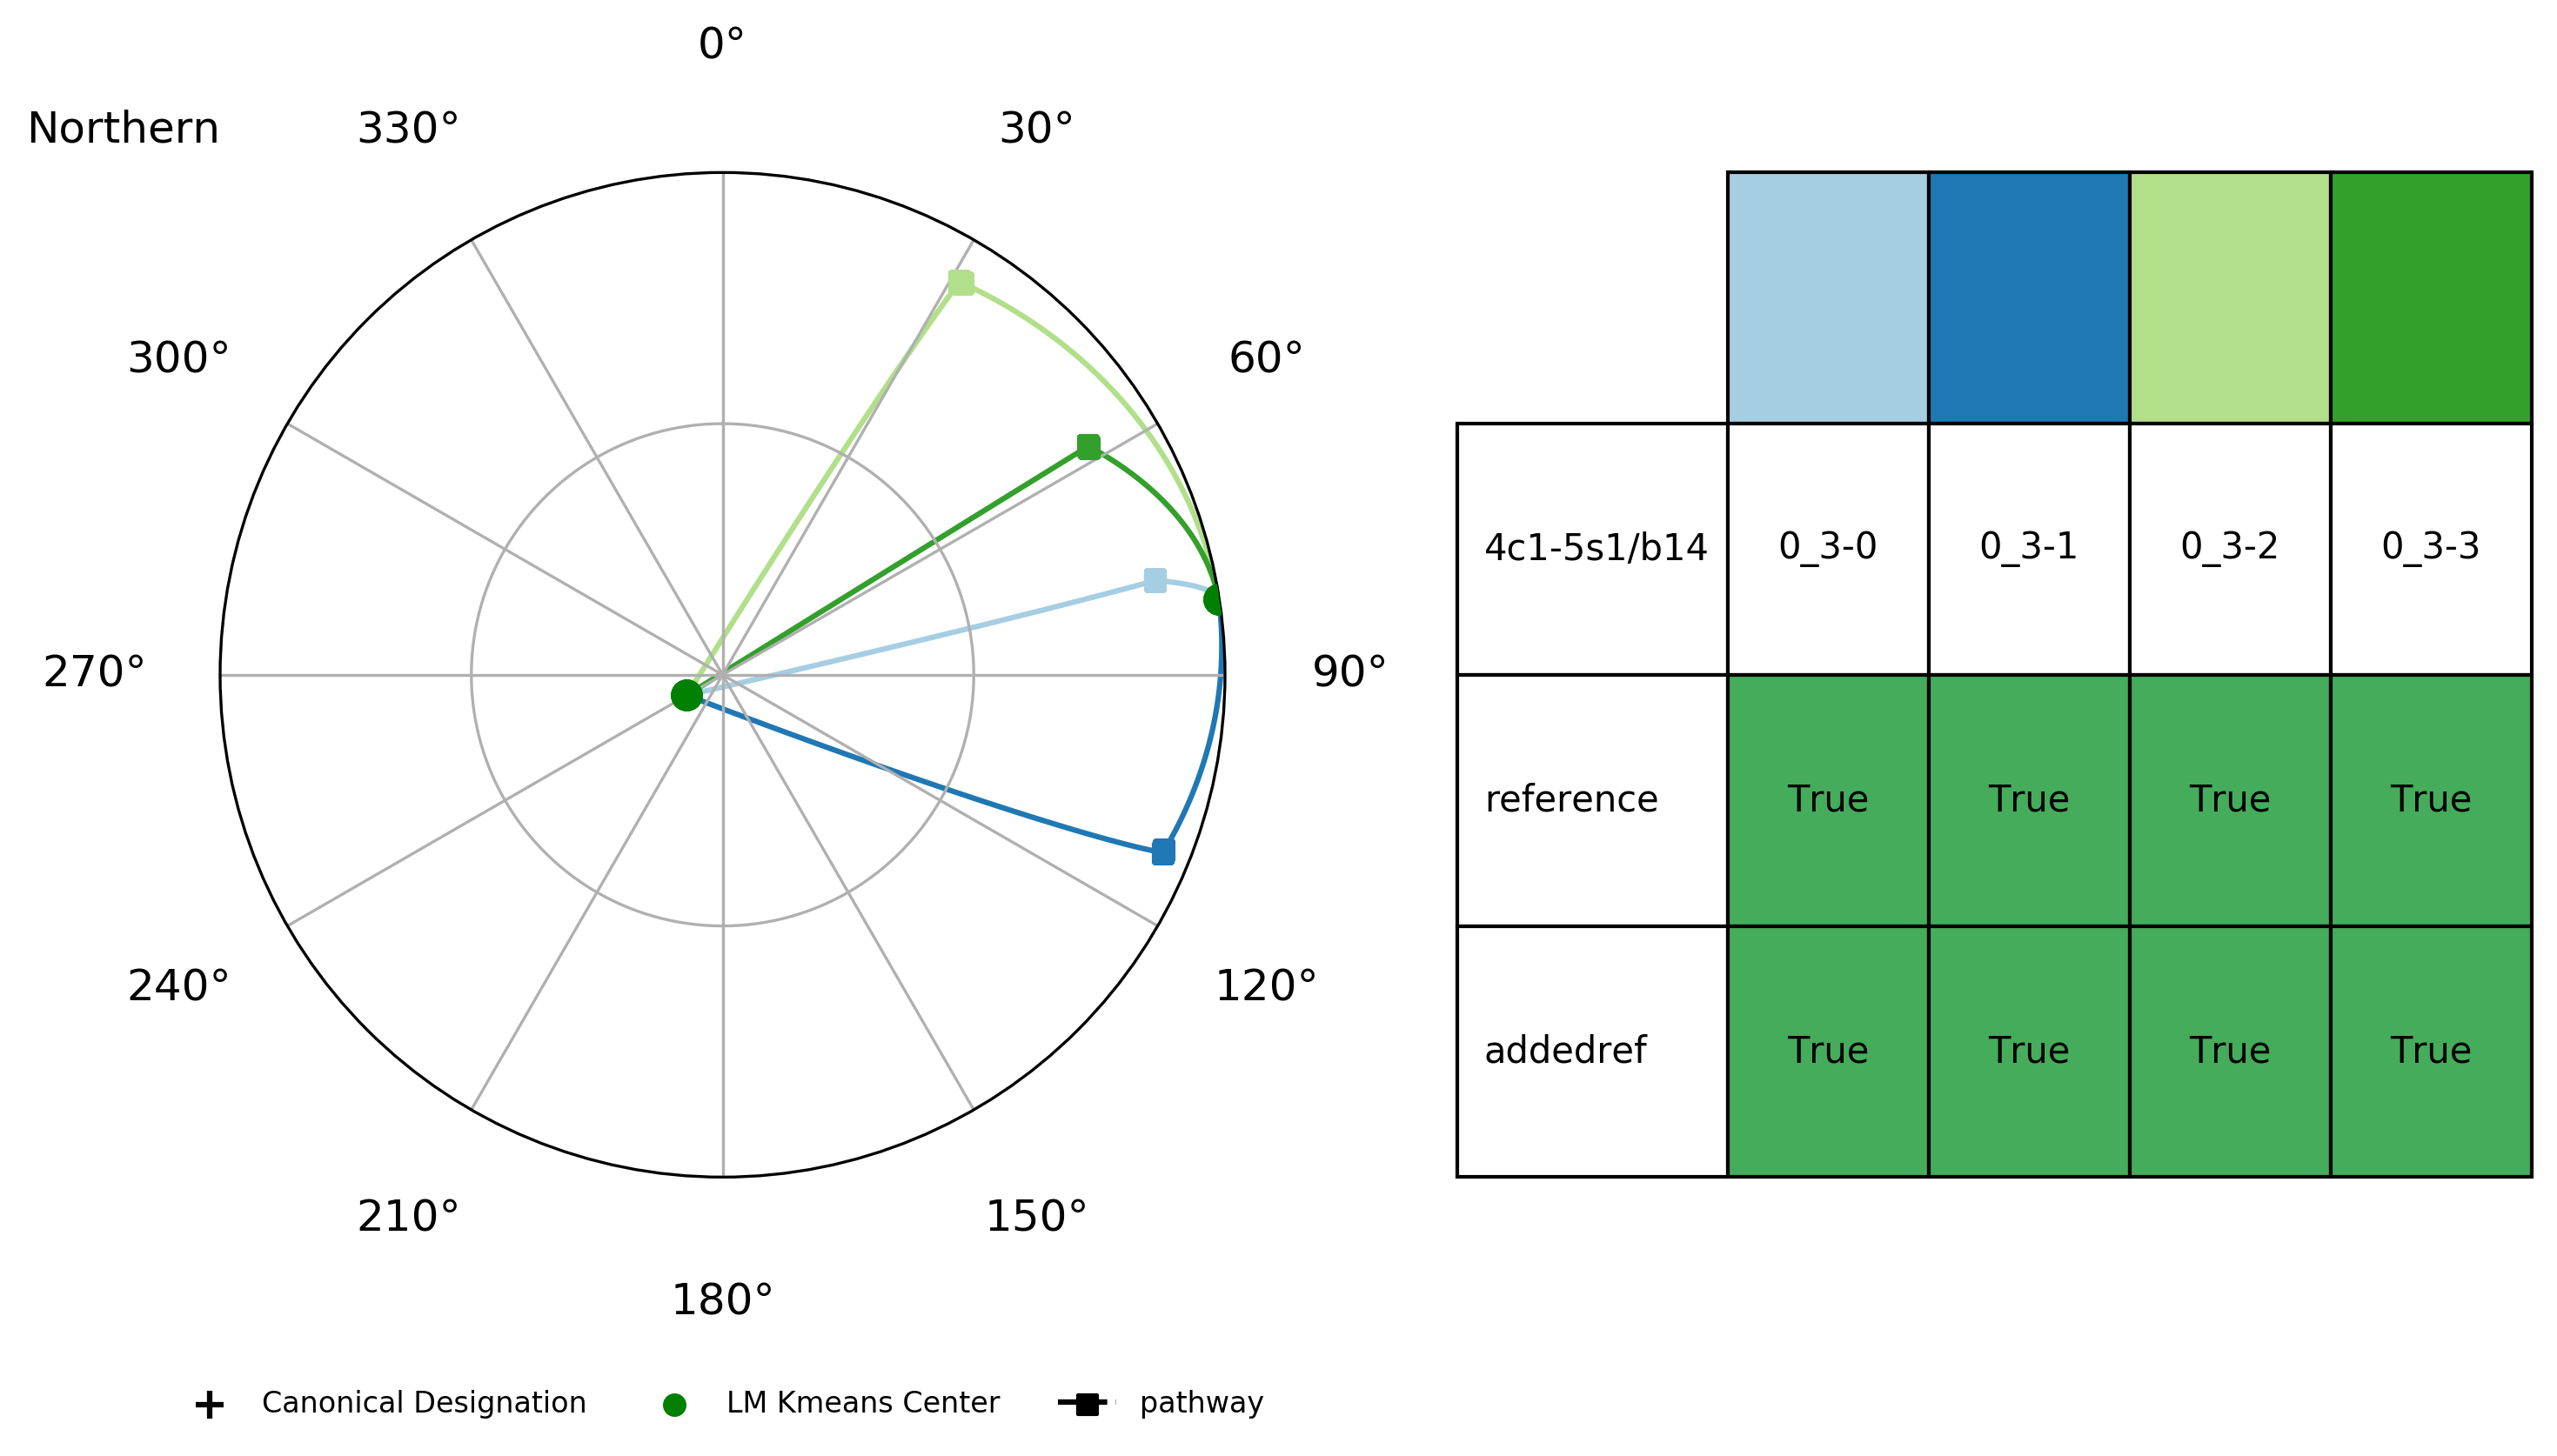 0°
Northern 330° 30°
300° 60°
4c1-5s1/b14 0_3-0 0_3-1 0_3-2 0_3-3
270° 90°
reference True True True True
240° 120°
addedref True True True True
210° 150°
180°
Canonical Designation LM Kmeans Center pathway